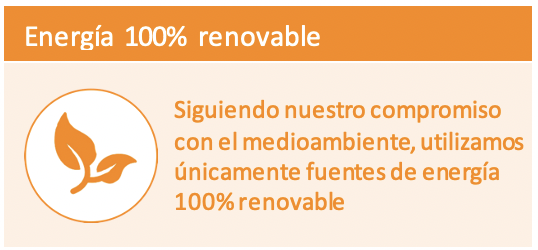 Energía 100% renovable
Siguiendo nuestro compromiso
con el medioambiente, utilizamos
únicamente fuentes de energía
100% renovable